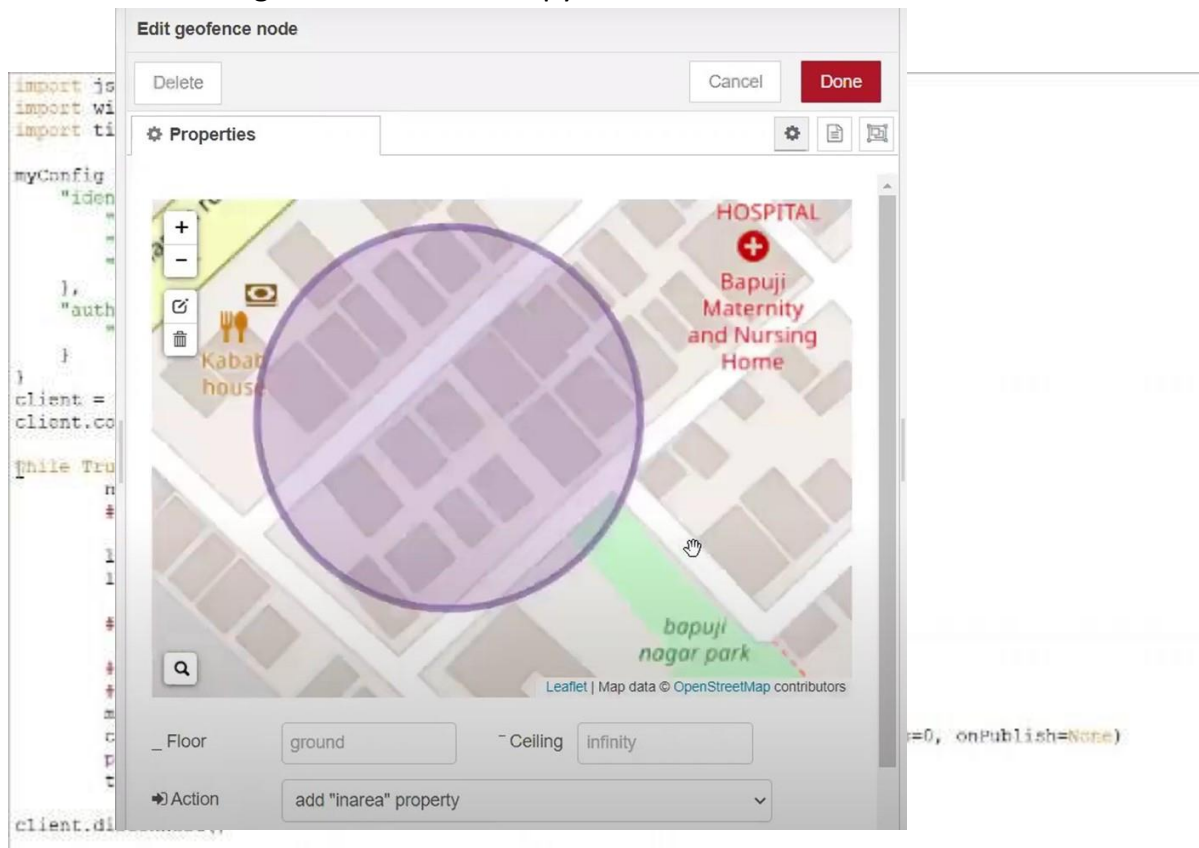 Edit geofence node
Delete
Cancel
Done
Properties
+
−
HOSPITAL
Bapuji
Maternity
and Nursing
Home
Kabab
house
bapuji
nagar park
Leaflet | Map data © OpenStreetMap contributors
_ Floor
ground
Ceiling
infinity
Action
add "inarea" property
import js
import wi
import ti
myConfig
"iden
},
"auth
}
}
client =
client.co
while Tru
=0, onPublish=None)
client.di